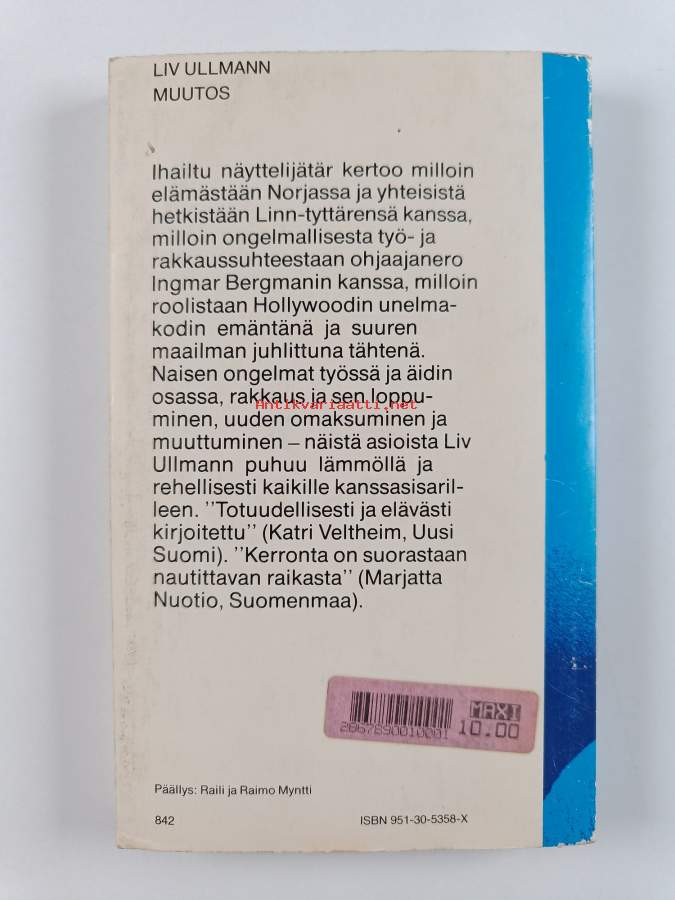 LIV ULLMANN
MUUTOS
Ihailtu näyttelijätär kertoo milloin
elämästään Norjassa ja yhteisistä
hetkistään Linn-tyttärensä kanssa,
milloin ongelmallisesta työ- ja
rakkaussuhteestaan ohjaajanero
Ingmar Bergmanin kanssa, milloin
roolistaan Hollywoodin unelma-
kodin emäntänä ja suuren
maailman juhlittuna tähtenä.
Naisen ongelmat työssä ja äidin
osassa, rakkaus ja sen loppu-
Antikvariaatti.net
minen, uuden omaksuminen ja
muuttuminen – näistä asioista Liv
Ullmann puhuu lämmöllä ja
rehellisesti kaikille kanssasisaril-
leen. ''Totuudellisesti ja elävästi
kirjoitettu'' (Katri Veltheim, Uusi
Suomi). ''Kerronta on suorastaan
nautittavan raikasta'' (Marjatta
Nuotio, Suomenmaa).
MAXI
2867890010001 10.00
Päällys: Raili ja Raimo Myntti
842 ISBN 951-30-5358-X